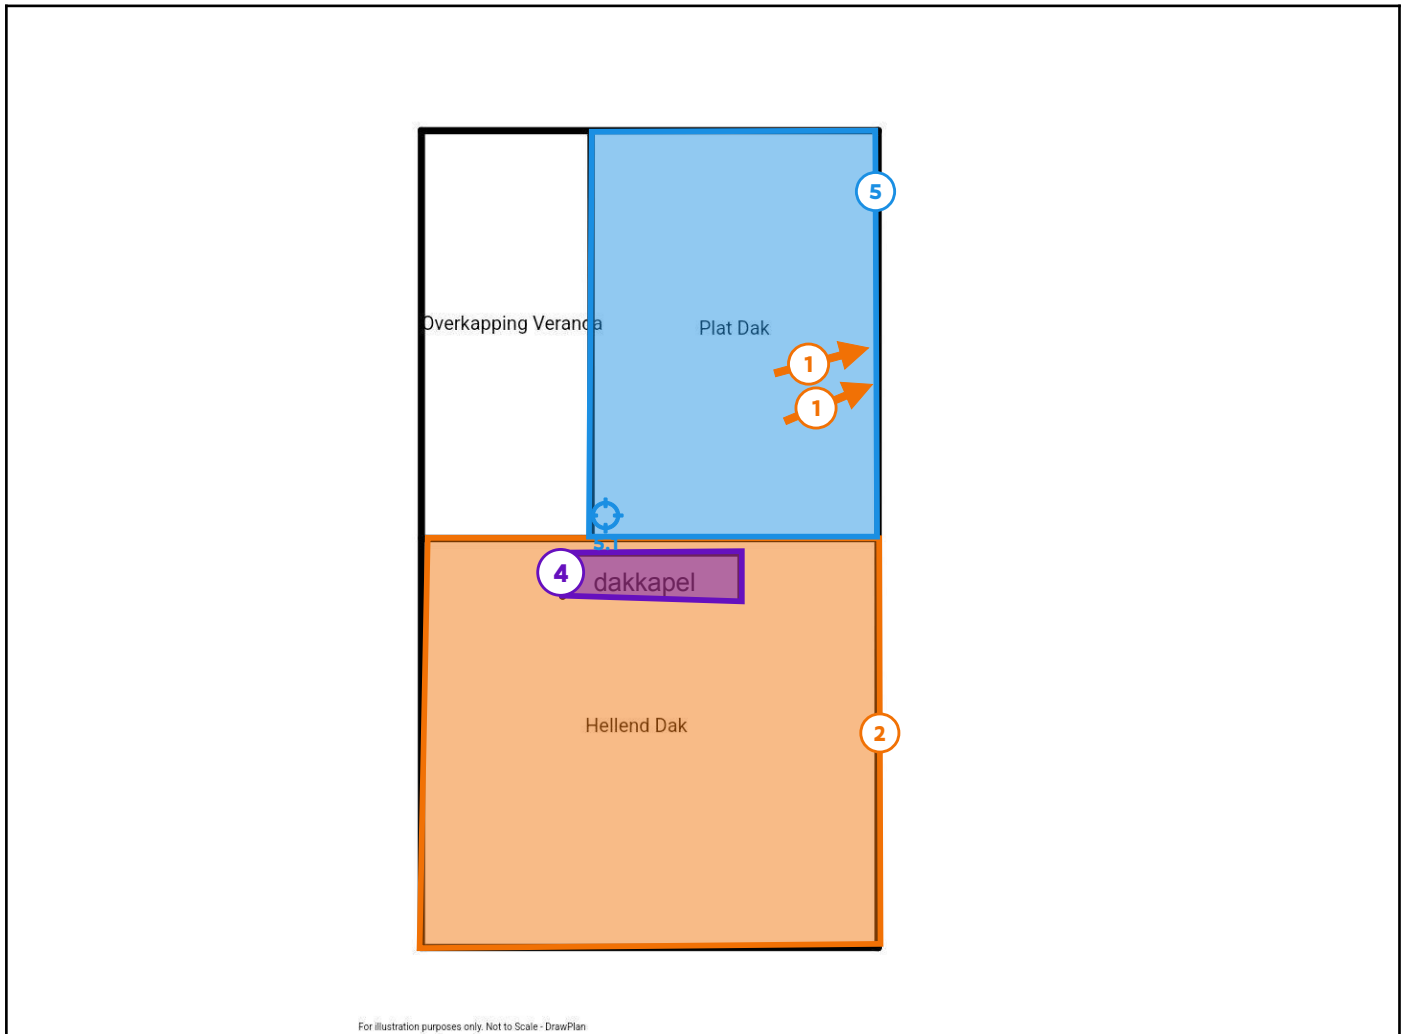 5
Overkapping Veranda
Plat Dak
1
1
4
dakkapel
Hellend Dak
2
For illustration purposes only. Not to Scale - DrawPlan